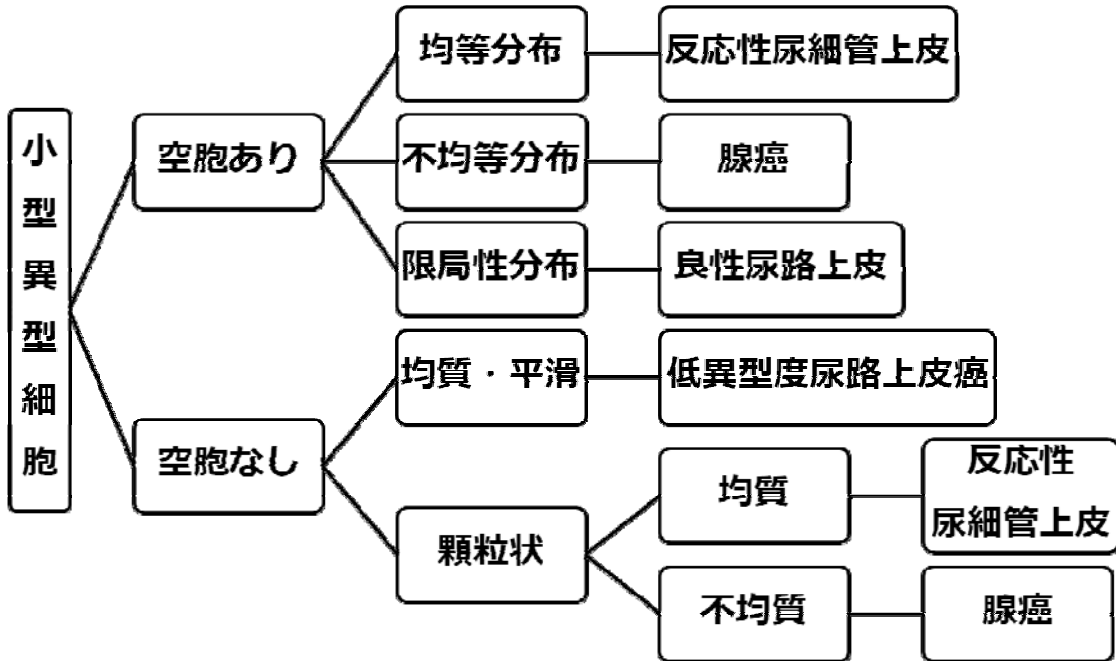 小型異型細胞
空胞あり
均等分布
反応性尿細管上皮
不均等分布
腺癌
限局性分布
良性尿路上皮
空胞なし
均質・平滑
低異型度尿路上皮癌
顆粒状
均質
反応性
尿細管上皮
不均質
腺癌